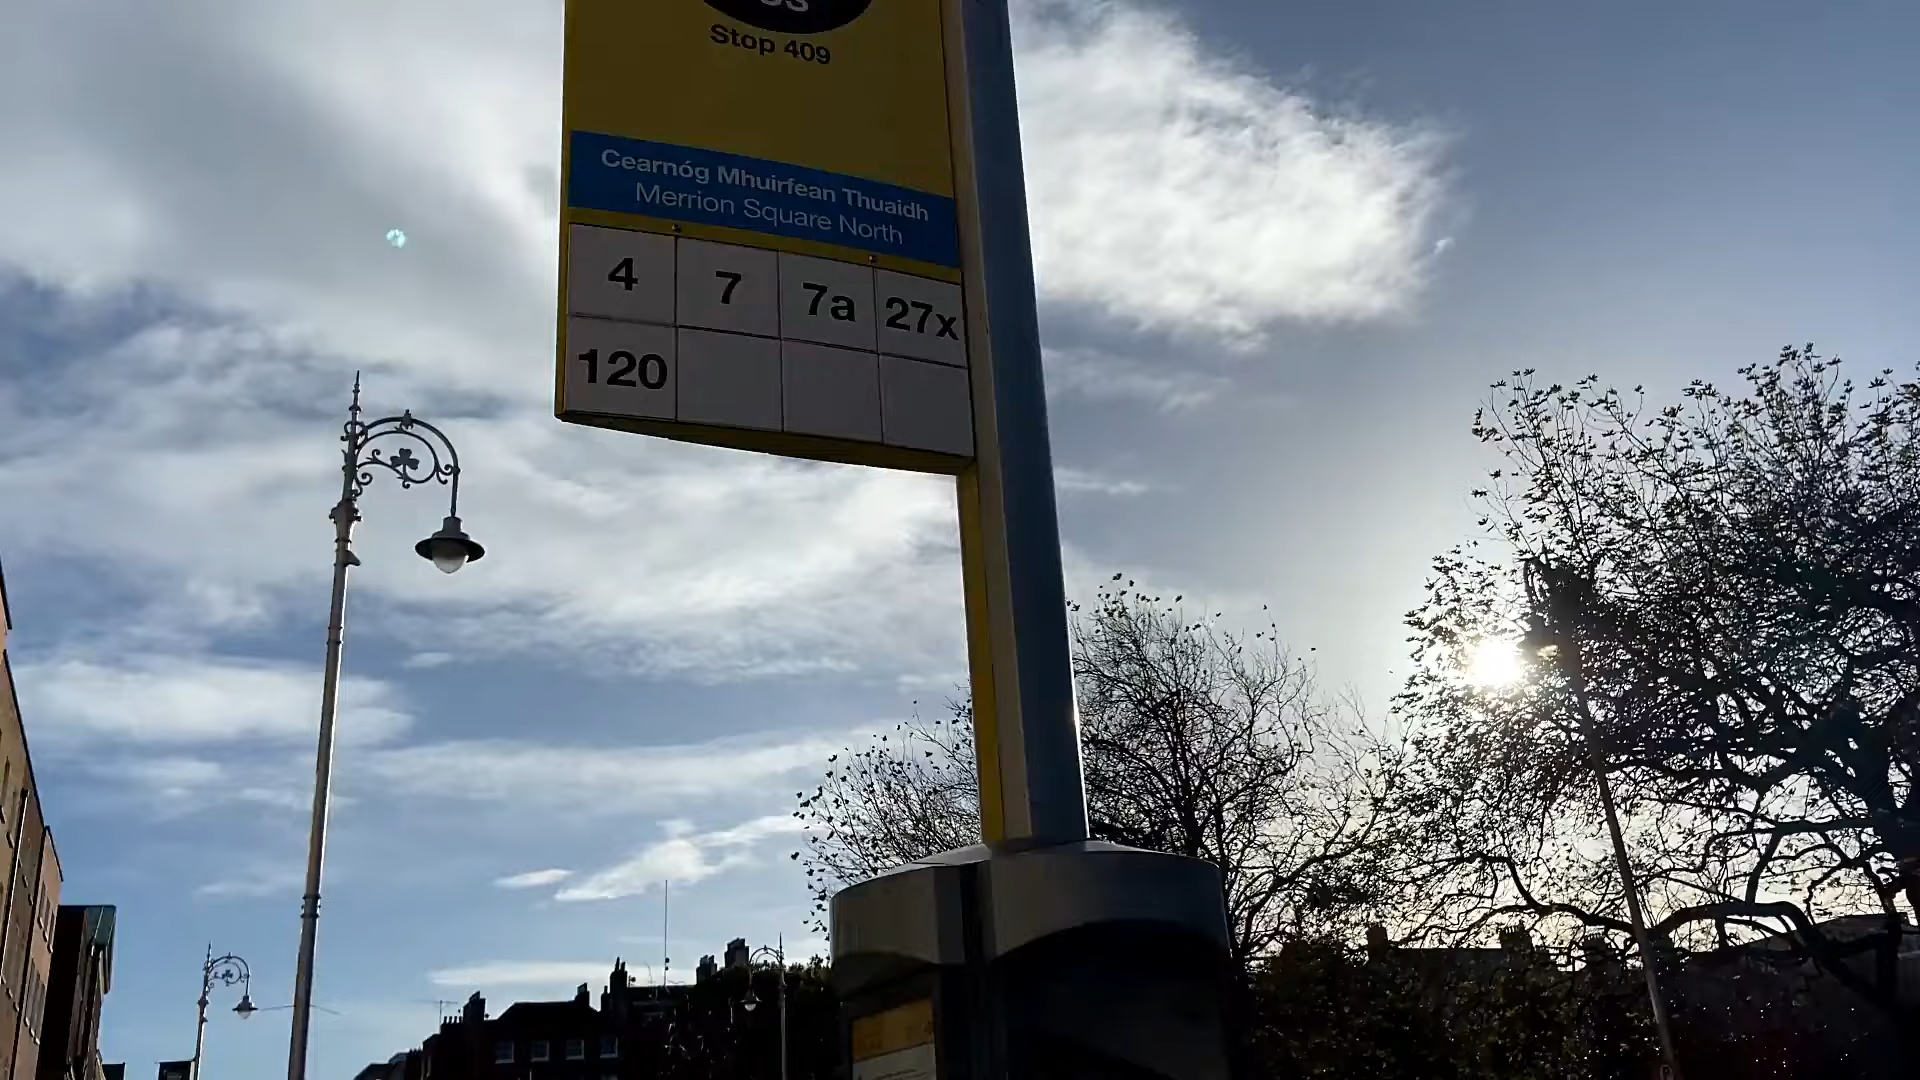 Stop 409
Cearnóg Mhuirfean Thuaidh
Merrion Square North
4 7 7a 27x
120